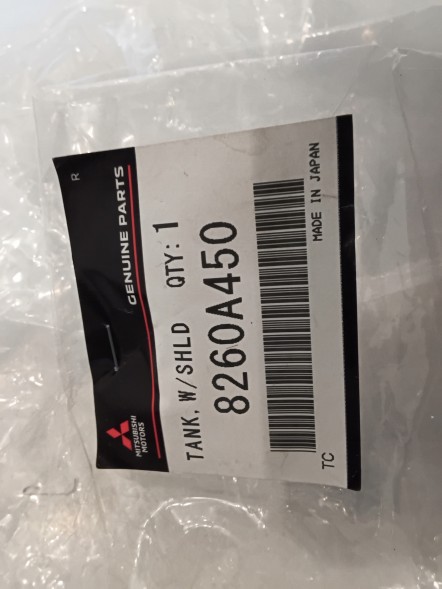 R
MITSUBISHI
MOTORS
GENUINE PARTS
TANK, W/SHLD QTY: 1
8260A450
MADE IN JAPAN
TC